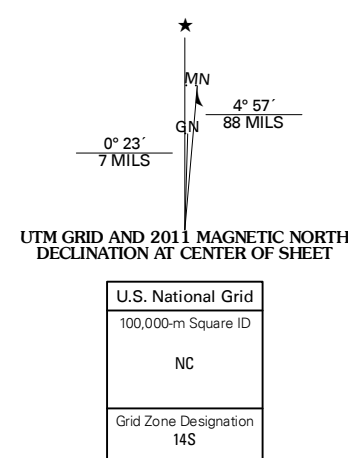 ★
MN
4° 57´
88 MILS
GN
0° 23´
7 MILS
UTM GRID AND 2011 MAGNETIC NORTH
DECLINATION AT CENTER OF SHEET
U.S. National Grid
100,000-m Square ID
NC
Grid Zone Designation
14S